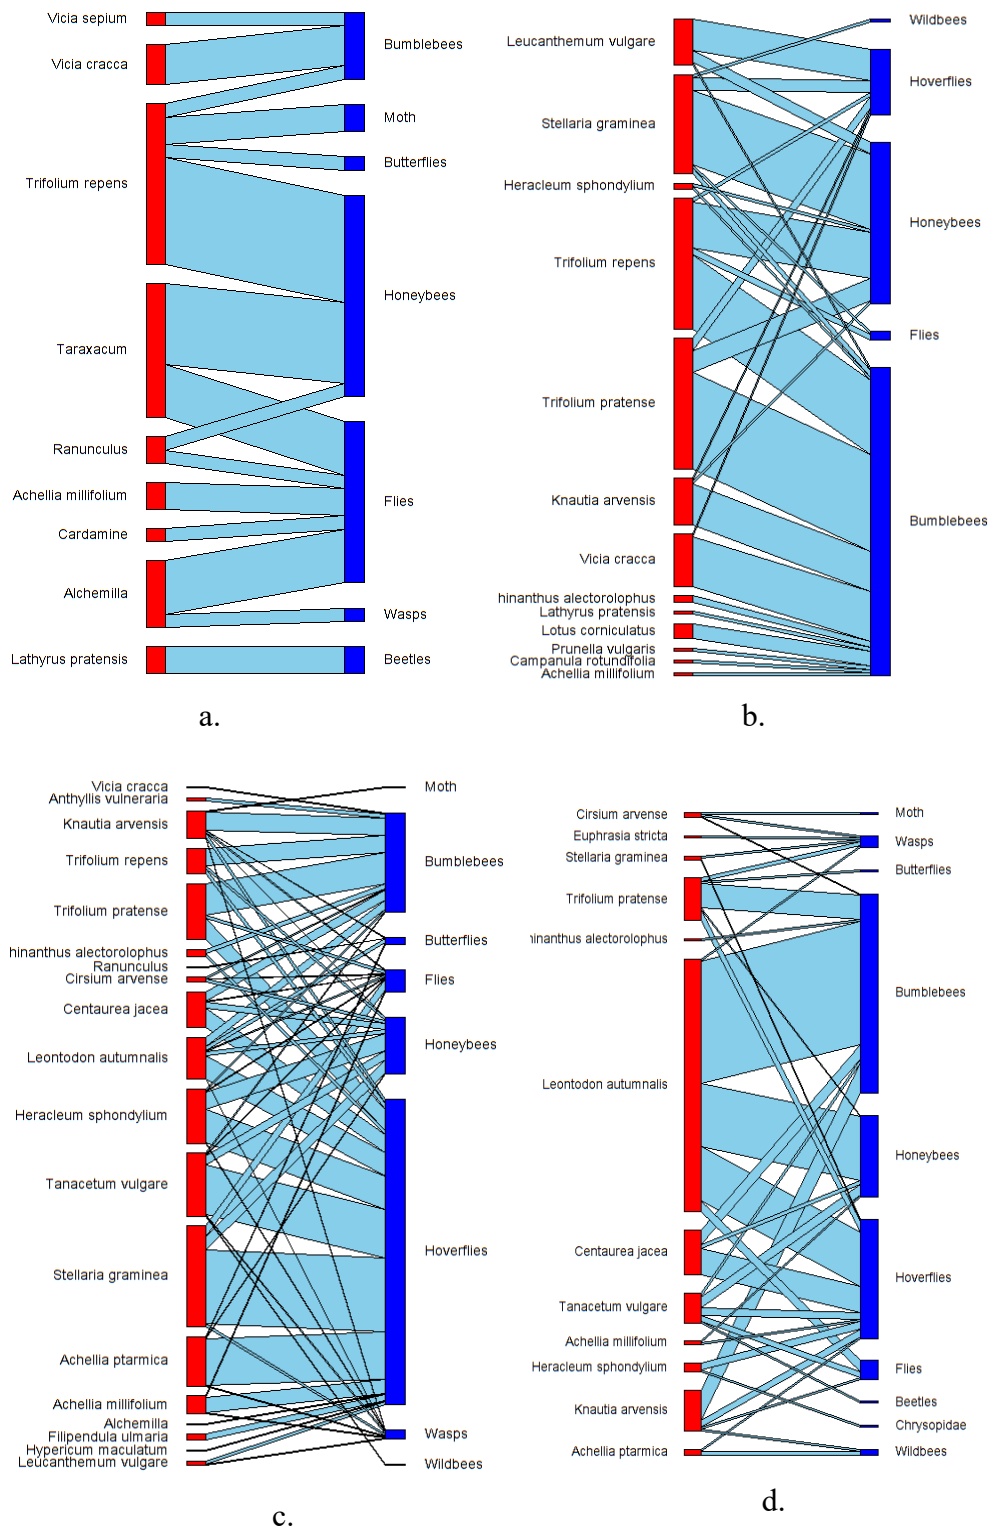 Vicia sepium
Vicia cracca
Trifolium repens
Taraxacum
Ranunculus
Achellia millifolium
Cardamine
Alchemilla
Lathyrus pratensis
Bumblebees
Moth
Butterflies
Honeybees
Flies
Wasps
Beetles
a.
Leucanthemum vulgare
Stellaria graminea
Heracleum sphondylium
Trifolium repens
Trifolium pratense
Knautia arvensis
Vicia cracca
hinanthus alectorolophus
Lathyrus pratensis
Lotus corniculatus
Prunella vulgaris
Campanula rotundifolia
Achellia millifolium
Wildbees
Hoverflies
Honeybees
Flies
Bumblebees
b.
Vicia cracca
Anthyllis vulneraria
Knautia arvensis
Trifolium repens
Trifolium pratense
hinanthus alectorolophus
Ranunculus
Cirsium arvense
Centaurea jacea
Leontodon autumnalis
Heracleum sphondylium
Tanacetum vulgare
Stellaria graminea
Achellia ptarmica
Achellia millifolium
Alchemilla
Filipendula ulmaria
Hypericum maculatum
Leucanthemum vulgare
Moth
Bumblebees
Butterflies
Flies
Honeybees
Hoverflies
Wasps
Wildbees
c.
Cirsium arvense
Euphrasia stricta
Stellaria graminea
Trifolium pratense
hinanthus alectorolophus
Leontodon autumnalis
Centaurea jacea
Tanacetum vulgare
Achellia millifolium
Heracleum sphondylium
Knautia arvensis
Achellia ptarmica
Moth
Wasps
Butterflies
Bumblebees
Honeybees
Hoverflies
Flies
Beetles
Chrysopidae
Wildbees
d.